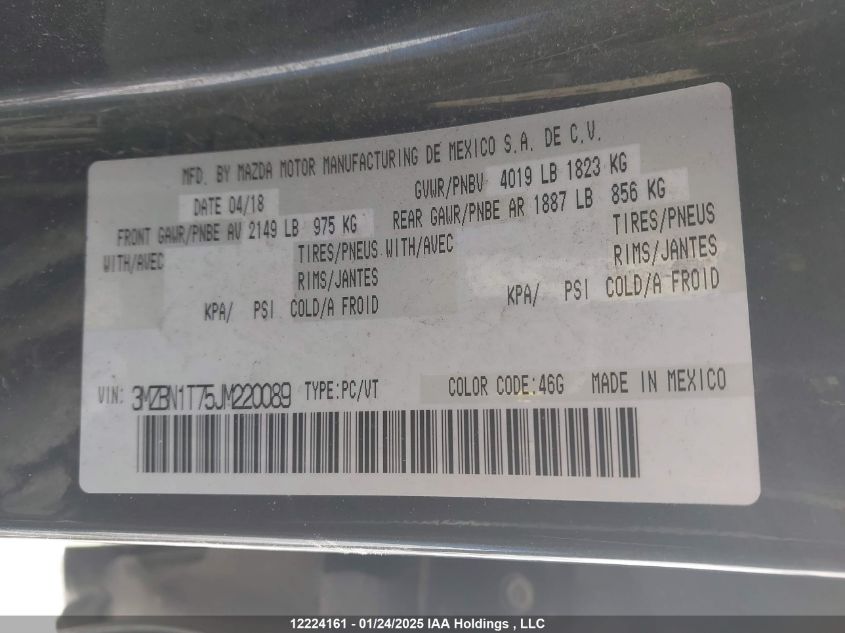 MFD. BY MAZDA MOTOR MANUFACTURING DE MEXICO S.A. DE C.V.
DATE 04/18 GVWR/PNBV 4019 LB 1823 KG
FRONT GAWR/PNBE AV 2149 LB 975 KG REAR GAWR/PNBE AR 1887 LB 856 KG
WITH/AVEC TIRES/PNEUS WITH/AVEC TIRES/PNEUS
RIMS/JANTES RIMS/JANTES
KPA/ PSI COLD/A FROID KPA/ PSI COLD/A FROID
VIN: 3MZBN1T75JM220089 TYPE:PC/VT COLOR CODE:46G MADE IN MEXICO
12224161 - 01/24/2025 IAA Holdings , LLC